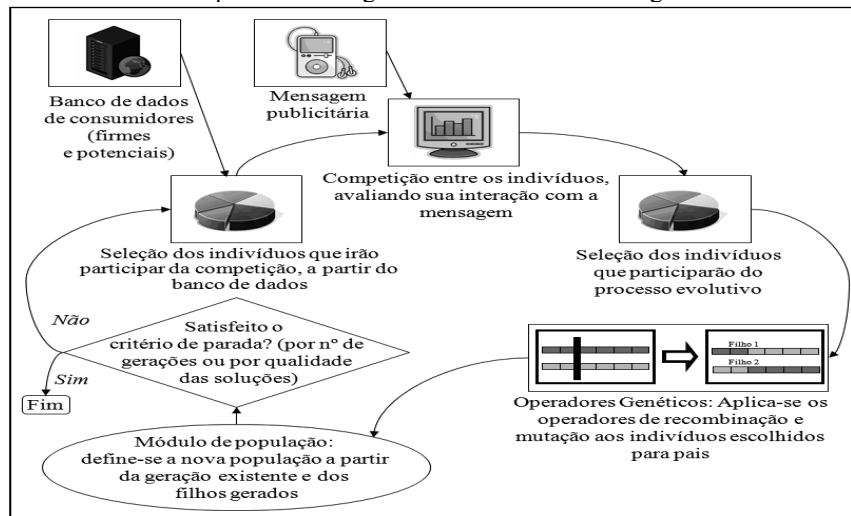 Banco de dados
de consumidores
(firmes
e potenciais)
Mensagem
publicitária
Competição entre os indivíduos,
avaliando sua interação com a
mensagem
Seleção dos indivíduos que irão
participar da competição, a partir do
banco de dados
Seleção dos indivíduos
que participarão do
processo evolutivo
Não
Satisfeito o
critério de parada? (por nº de
gerações ou por qualidade
das soluções)
Sim
Fim
Filho 1
Filho 2
Operadores Genéticos: Aplica-se os
operadores de recombinação e
mutação aos indivíduos escolhidos
para pais
Módulo de população:
define-se a nova população a partir
da geração existente e dos
filhos gerados